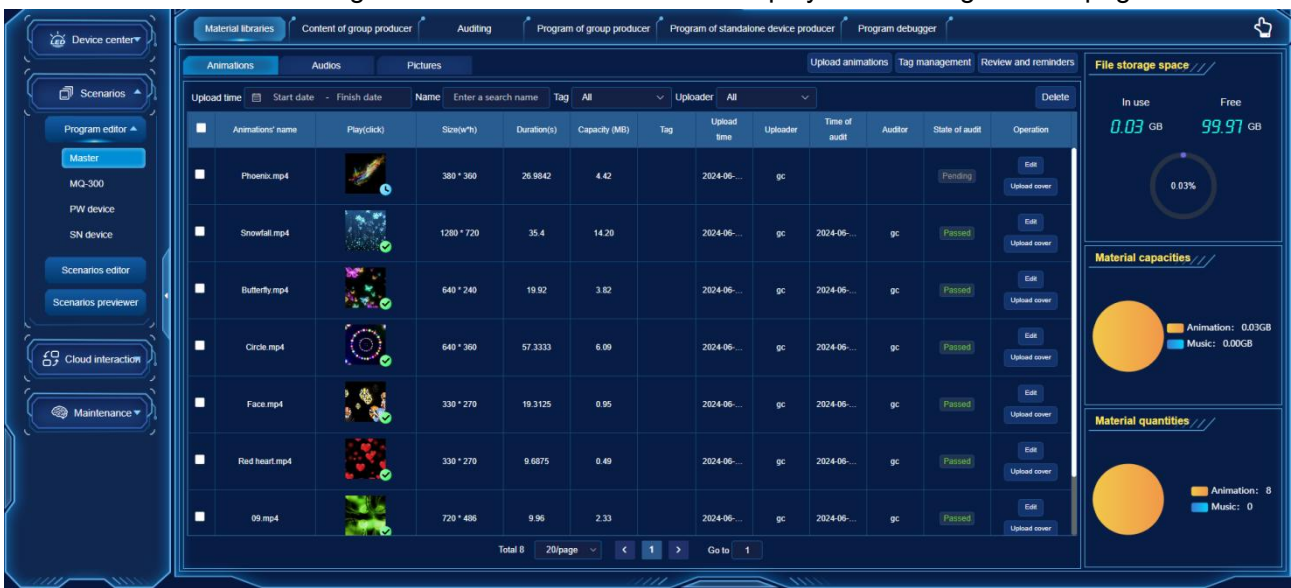 Device center
Scenarios
Program editor
Master
MQ-300
PW device
SN device
Scenarios editor
Scenarios previewer
Cloud interaction
Maintenance
Material libraries Content of group producer Auditing Program of group producer Program of standalone device producer Program debugger
Animations Audios Pictures Upload animations Tag management Review and reminders
Upload time Start date - Finish date Name Enter a search name Tag All Uploader All Delete
Animations' name Play(click) Size(w*h) Duration(s) Capacity (MB) Tag Upload time Uploader Time of audit Auditor State of audit Operation
Phoenix.mp4 380 * 360 26.9842 4.42 2024-06-... gc Pending Edit Upload cover
Snowfall.mp4 1280 * 720 35.4 14.20 2024-06-... gc 2024-06-... gc Passed Edit Upload cover
Butterfly.mp4 640 * 240 19.92 3.82 2024-06-... gc 2024-06-... gc Passed Edit Upload cover
Circle.mp4 640 * 360 57.3333 6.09 2024-06-... gc 2024-06-... gc Passed Edit Upload cover
Face.mp4 330 * 270 19.3125 0.95 2024-06-... gc 2024-06-... gc Passed Edit Upload cover
Red heart.mp4 330 * 270 9.6875 0.49 2024-06-... gc 2024-06-... gc Passed Edit Upload cover
09.mp4 720 * 486 9.96 2.33 2024-06-... gc 2024-06-... gc Passed Edit Upload cover
Total 8 20/page < 1 > Go to 1
File storage space
In use Free
0.03 GB 99.97 GB
0.03%
Material capacities
Animation: 0.03GB
Music: 0.00GB
Material quantities
Animation: 8
Music: 0